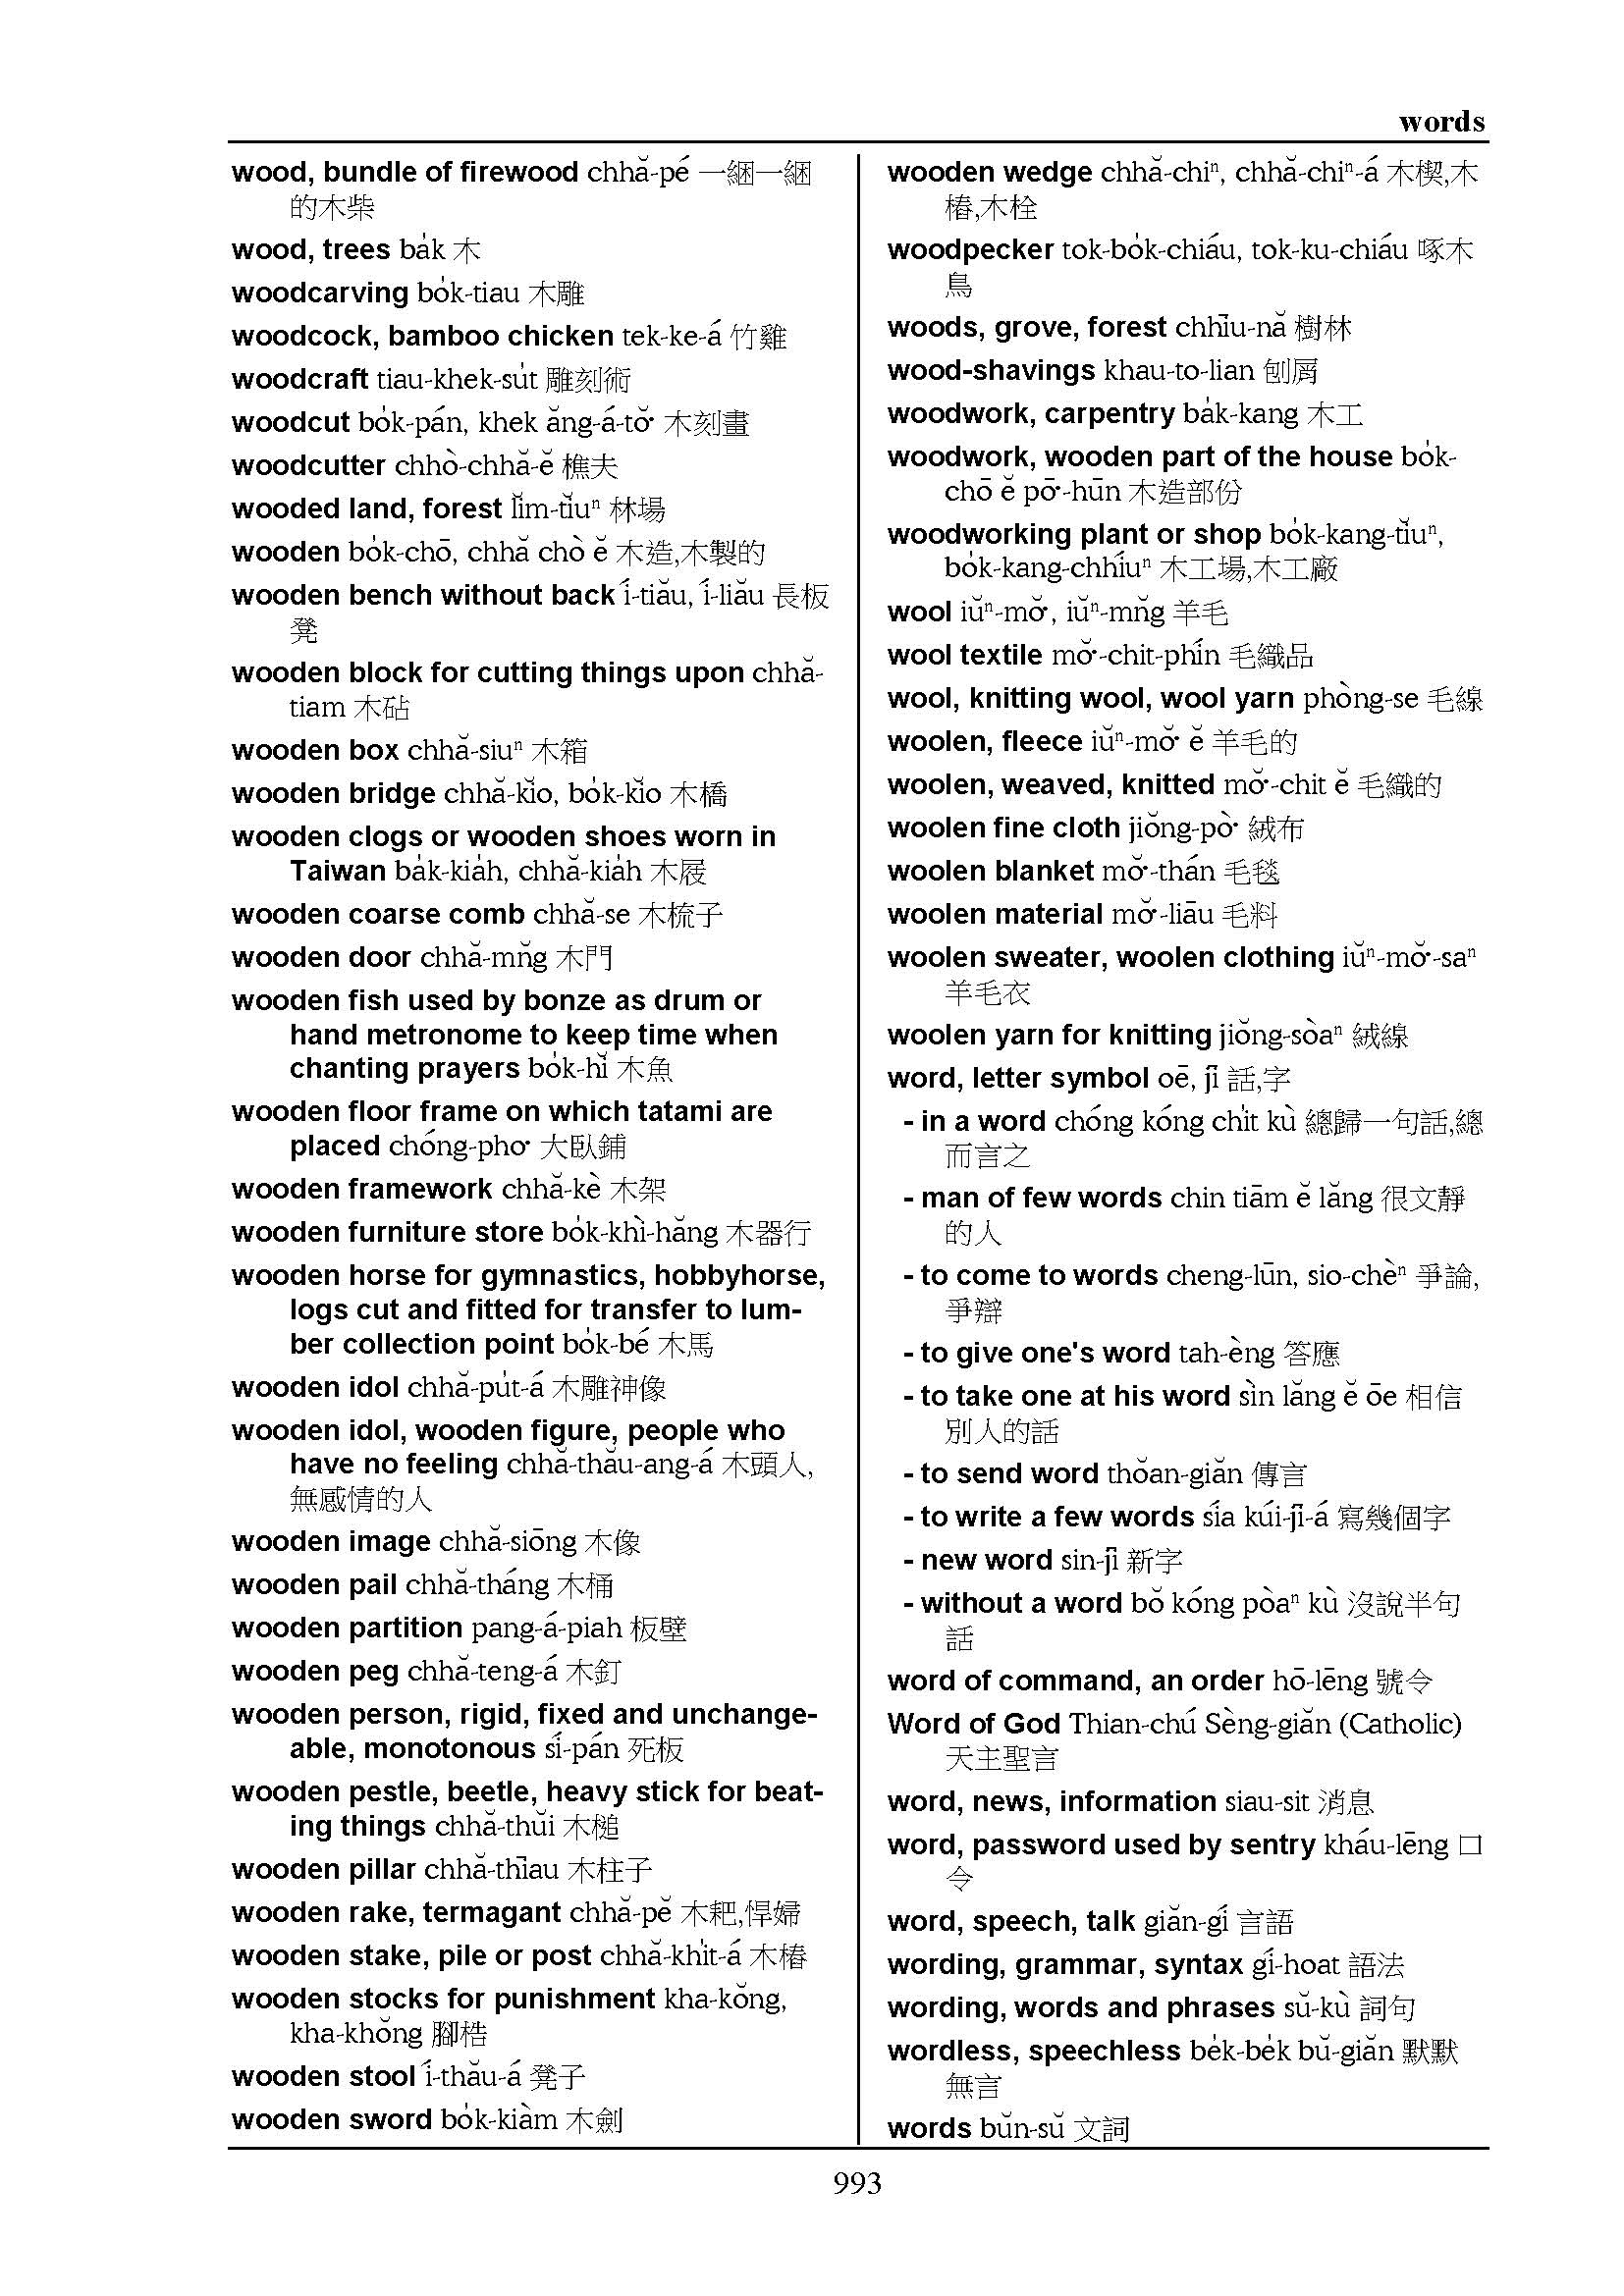 words
wood, bundle of firewood chhă-pé 一綑一綑
的木柴
wood, trees ba̍k 木
woodcarving bo̍k-tiau 木雕
woodcock, bamboo chicken tek-ke-á 竹雞
woodcraft tiau-khek-su̍t 雕刻術
woodcut bo̍k-pán, khek ăng-á-tŏ͘ 木刻畫
woodcutter chhò-chhă-ĕ 樵夫
wooded land, forest lĭm-tĭuⁿ 林場
wooden bo̍k-chō, chhă chò ĕ 木造,木製的
wooden bench without back í-tiău, í-liău 長板
凳
wooden block for cutting things upon chhă-
tiam 木砧
wooden box chhă-siuⁿ 木箱
wooden bridge chhă-kĭo, bo̍k-kĭo 木橋
wooden clogs or wooden shoes worn in
Taiwan ba̍k-kia̍h, chhă-kia̍h 木屐
wooden coarse comb chhă-se 木梳子
wooden door chhă-mn̆g 木門
wooden fish used by bonze as drum or
hand metronome to keep time when
chanting prayers bo̍k-hĭ 木魚
wooden floor frame on which tatami are
placed chóng-pho͘ 大臥鋪
wooden framework chhă-kè 木架
wooden furniture store bo̍k-khì-hăng 木器行
wooden horse for gymnastics, hobbyhorse,
logs cut and fitted for transfer to lum-
ber collection point bo̍k-bé 木馬
wooden idol chhă-pu̍t-á 木雕神像
wooden idol, wooden figure, people who
have no feeling chhă-thău-ang-á 木頭人,
無感情的人
wooden image chhă-siōng 木像
wooden pail chhă-tháng 木桶
wooden partition pang-á-piah 板壁
wooden peg chhă-teng-á 木釘
wooden person, rigid, fixed and unchange-
able, monotonous sí-pán 死板
wooden pestle, beetle, heavy stick for beat-
ing things chhă-thŭi 木槌
wooden pillar chhă-thīau 木柱子
wooden rake, termagant chhă-pĕ 木耙,悍婦
wooden stake, pile or post chhă-khi̍t-á 木樁
wooden stocks for punishment kha-kŏng,
kha-khŏng 腳梏
wooden stool í-thău-á 凳子
wooden sword bo̍k-kiàm 木劍
wooden wedge chhă-chiⁿ, chhă-chiⁿ-á 木楔,木
樁,木栓
woodpecker tok-bo̍k-chiáu, tok-ku-chiáu 啄木
鳥
woods, grove, forest chhīu-nă 樹林
wood-shavings khau-to-lian 刨屑
woodwork, carpentry ba̍k-kang 木工
woodwork, wooden part of the house bo̍k-
chō ĕ pō͘-hūn 木造部份
woodworking plant or shop bo̍k-kang-tĭuⁿ,
bo̍k-kang-chhíuⁿ 木工場,木工廠
wool iŭⁿ-mŏ͘, iŭⁿ-mn̆g 羊毛
wool textile mŏ͘-chit-phín 毛織品
wool, knitting wool, wool yarn phòng-se 毛線
woolen, fleece iŭⁿ-mŏ͘ ĕ 羊毛的
woolen, weaved, knitted mŏ͘-chit ĕ 毛織的
woolen fine cloth jiŏng-pò͘ 絨布
woolen blanket mŏ͘-thán 毛毯
woolen material mŏ͘-liāu 毛料
woolen sweater, woolen clothing iŭⁿ-mŏ͘-saⁿ
羊毛衣
woolen yarn for knitting jiŏng-sòaⁿ 絨線
word, letter symbol oē, jī 話,字
- in a word chóng kóng chi̍t kù 總歸一句話,總
而言之
- man of few words chin tiām ĕ lăng 很文靜
的人
- to come to words cheng-lūn, sio-chèⁿ 爭論,
爭辯
- to give one's word tah-èng 答應
- to take one at his word sìn lăng ĕ ōe 相信
別人的話
- to send word thŏan-giăn 傳言
- to write a few words sía kúi-jī-á 寫幾個字
- new word sin-jī 新字
- without a word bŏ kóng pòaⁿ kù 沒說半句
話
word of command, an order hō-lēng 號令
Word of God Thian-chú Sèng-giăn (Catholic)
天主聖言
word, news, information siau-sit 消息
word, password used by sentry kháu-lēng 口
令
word, speech, talk giăn-gí 言語
wording, grammar, syntax gí-hoat 語法
wording, words and phrases sŭ-kù 詞句
wordless, speechless be̍k-be̍k bŭ-giăn 默默
無言
words bŭn-sŭ 文詞
993